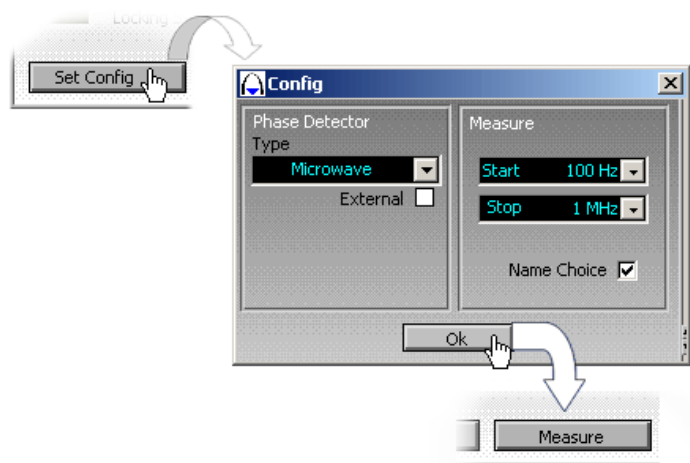 Locking
Set Config
Config
Phase Detector
Type
Microwave
External
Measure
Start 100 Hz
Stop 1 MHz
Name Choice
Ok
Measure